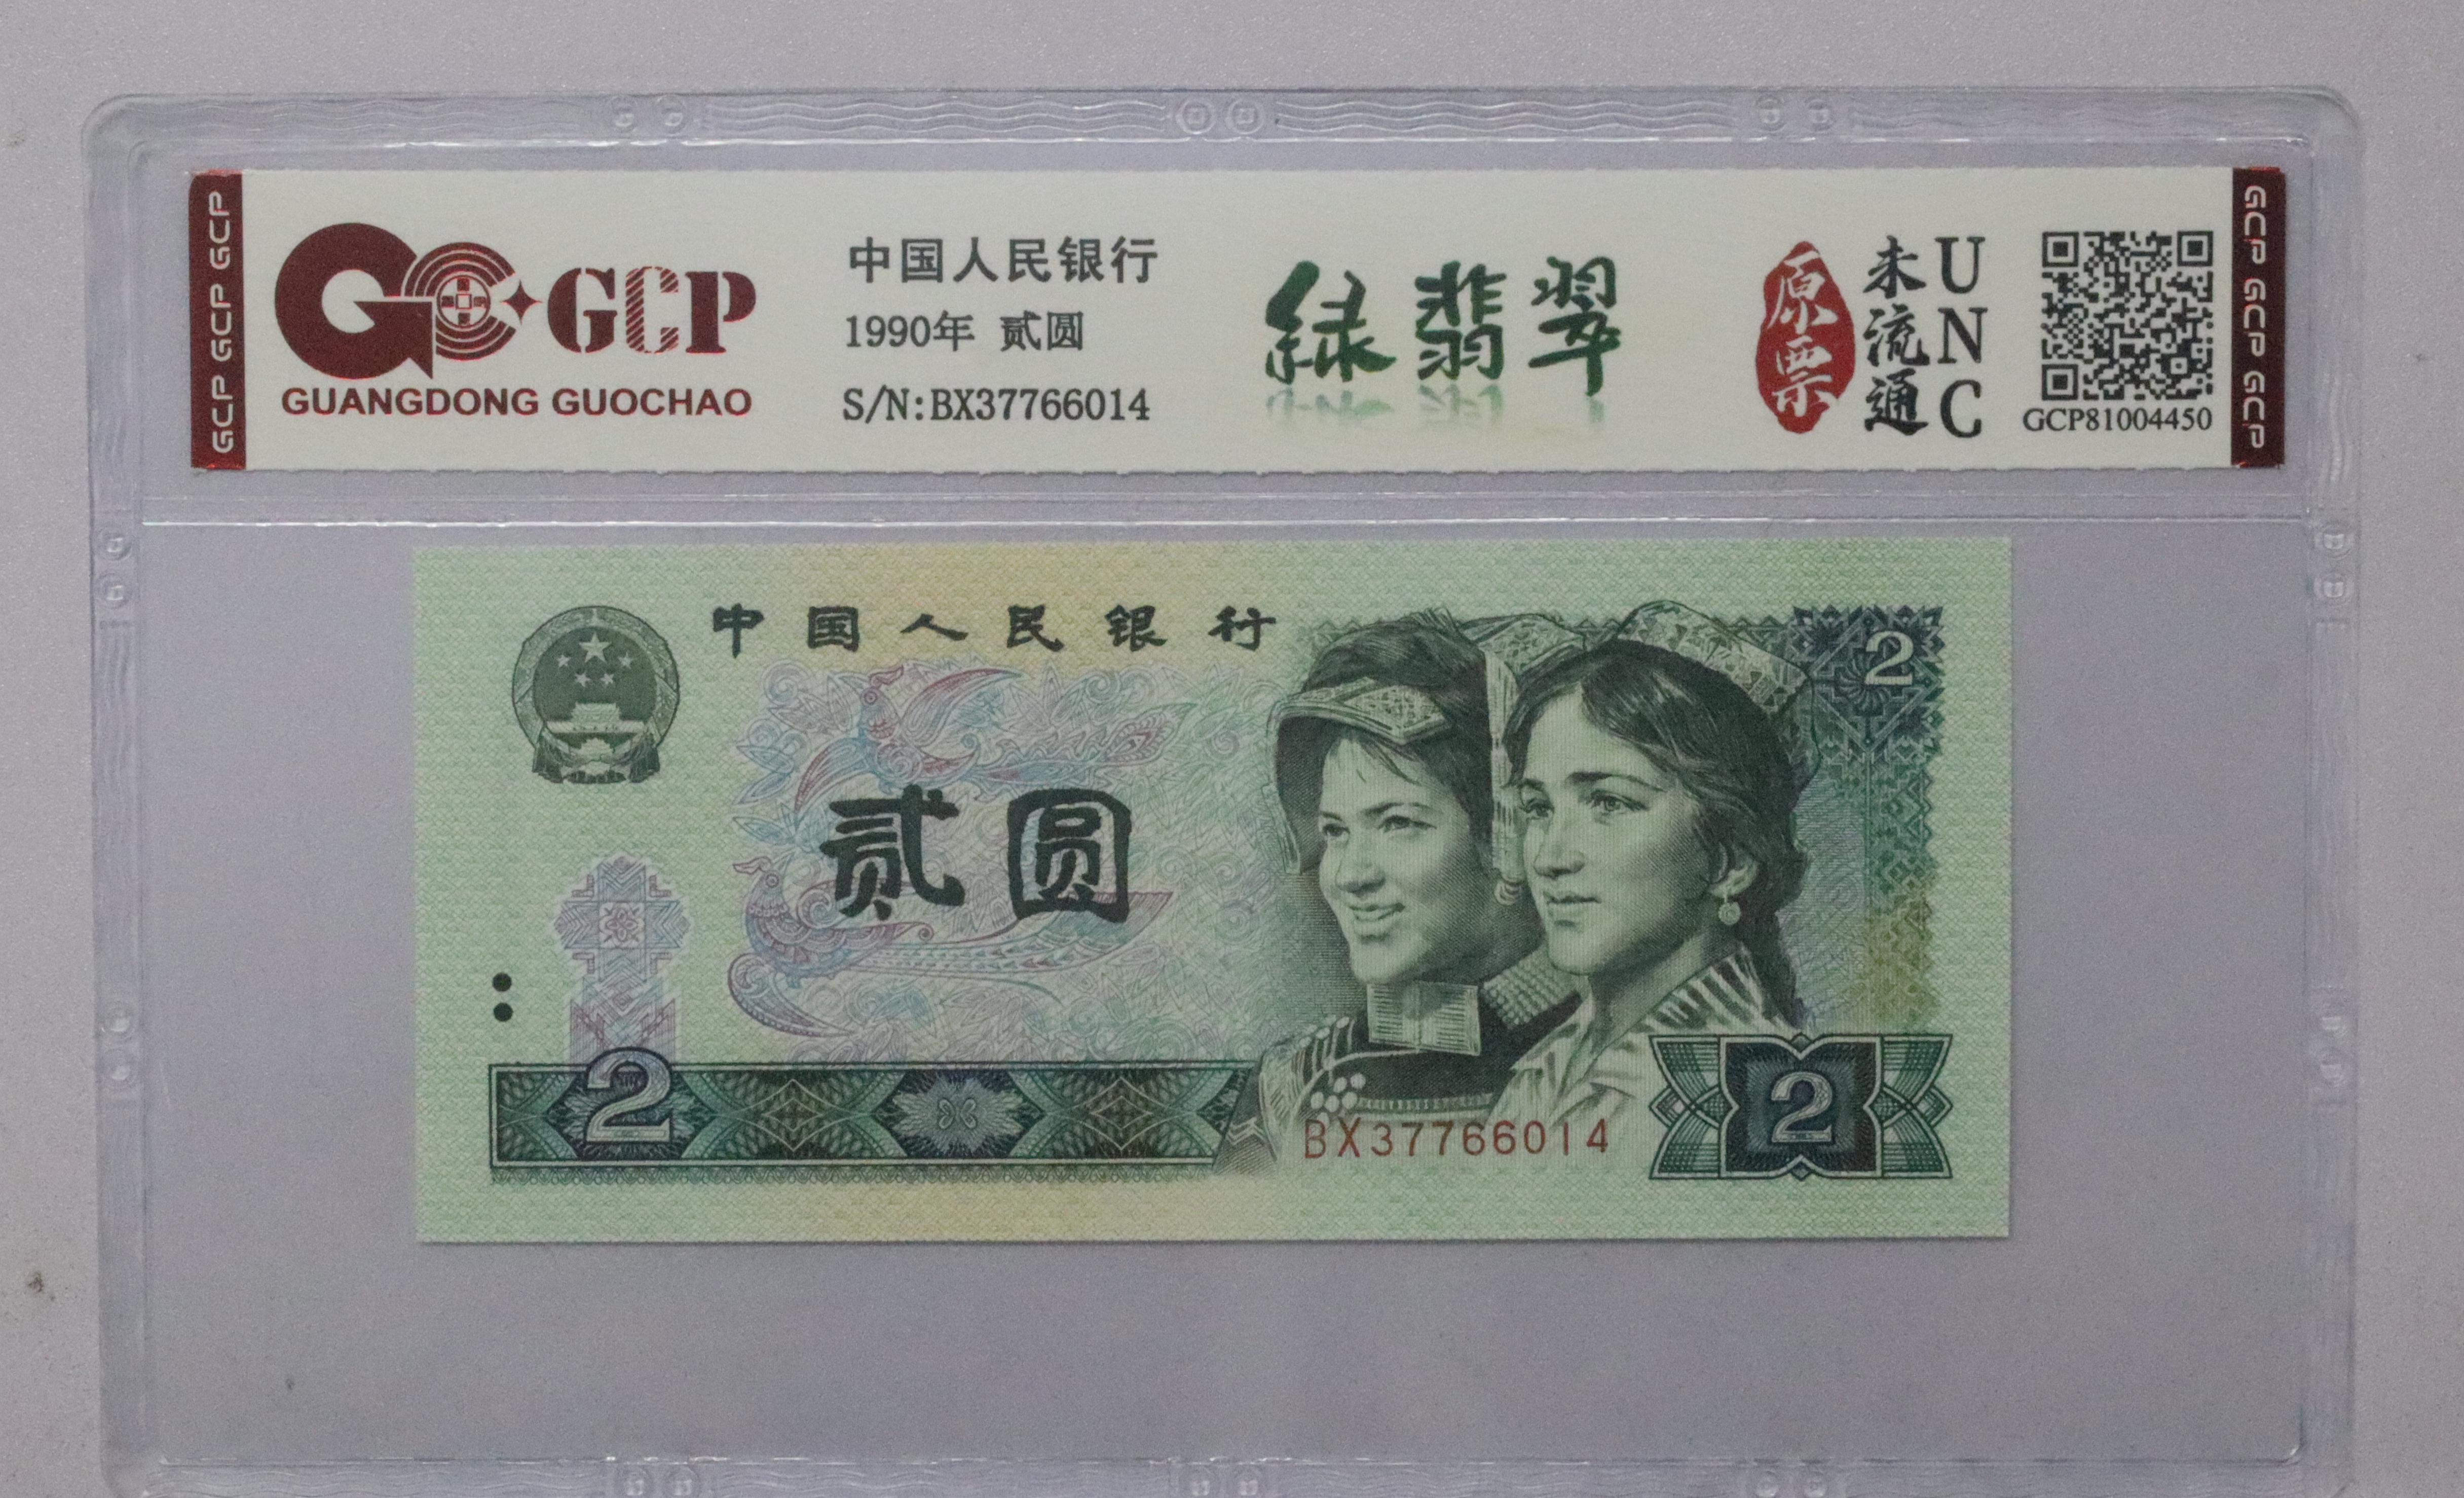 GCP GCP GCP
GCP
GUANGDONG GUOCHAO
中国人民银行
1990年 贰圆
S/N:BX37766014
绿翡翠
原票
未流通
UNC
GCP81004450
GCP GCP GCP
中国人民银行
2
贰圆
2
BX37766014
2